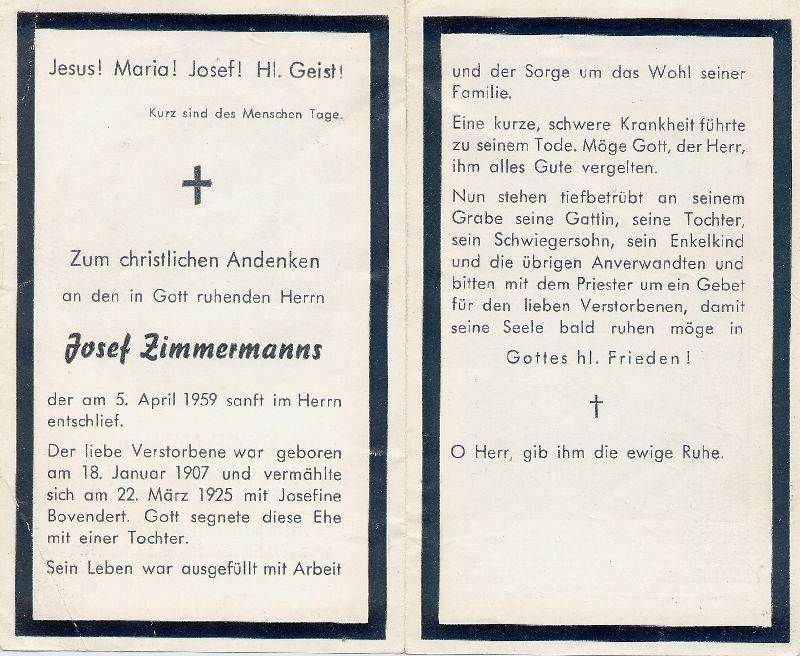 Jesus! Maria! Josef! Hl. Geist!
Kurz sind des Menschen Tage.
Zum christlichen Andenken
an den in Gott ruhenden Herrn
Josef Zimmermanns
der am 5. April 1959 sanft im Herrn
entschlief.
Der liebe Verstorbene war geboren
am 18. Januar 1907 und vermählte
sich am 22. März 1925 mit Josefine
Bovendert. Gott segnete diese Ehe
mit einer Tochter.
Sein Leben war ausgefüllt mit Arbeit
und der Sorge um das Wohl seiner
Familie.
Eine kurze, schwere Krankheit führte
zu seinem Tode. Möge Gott, der Herr,
ihm alles Gute vergelten.
Nun stehen tiefbetrübt an seinem
Grabe seine Gattin, seine Tochter,
sein Schwiegersohn, sein Enkelkind
und die übrigen Anverwandten und
bitten mit dem Priester um ein Gebet
für den lieben Verstorbenen, damit
seine Seele bald ruhen möge in
Gottes hl. Frieden!
O Herr, gib ihm die ewige Ruhe.